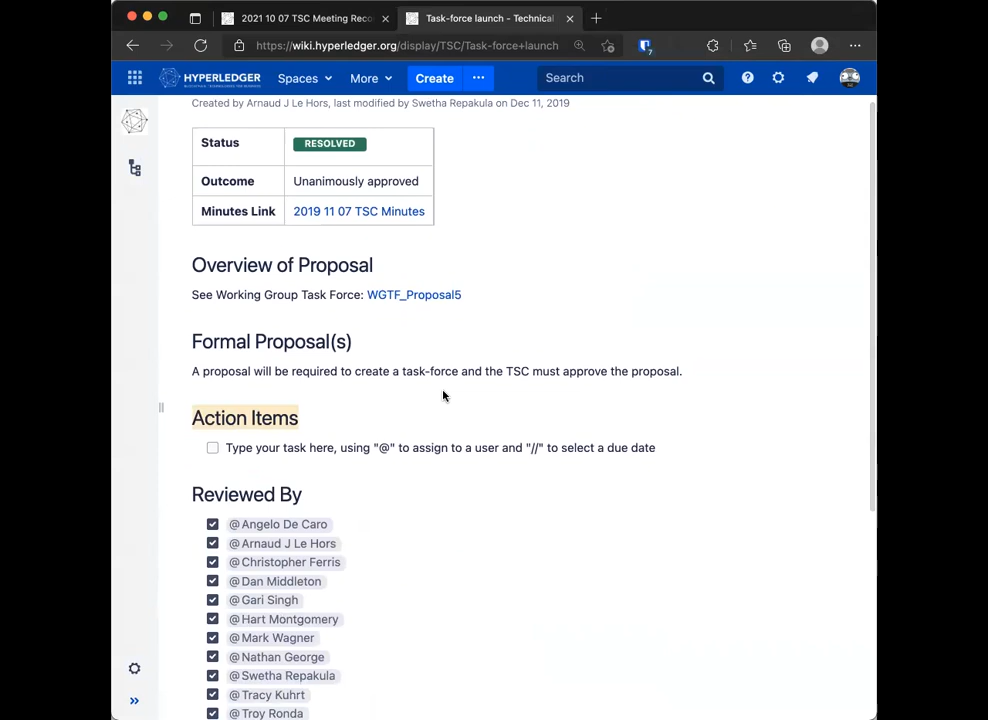 2021 10 07 TSC Meeting Reco
Task-force launch - Technical
https://wiki.hyperledger.org/display/TSC/Task-force+launch
7
HYPERLEDGER
Spaces
More
Create
Search
Created by Arnaud J Le Hors, last modified by Swetha Repakula on Dec 11, 2019
Status RESOLVED
Outcome Unanimously approved
Minutes Link 2019 11 07 TSC Minutes
Overview of Proposal
See Working Group Task Force: WGTF_Proposal5
Formal Proposal(s)
A proposal will be required to create a task-force and the TSC must approve the proposal.
Action Items
Type your task here, using "@" to assign to a user and "//" to select a due date
Reviewed By
@Angelo De Caro
@Arnaud J Le Hors
@Christopher Ferris
@Dan Middleton
@Gari Singh
@Hart Montgomery
@Mark Wagner
@Nathan George
@Swetha Repakula
@Tracy Kuhrt
@Troy Ronda